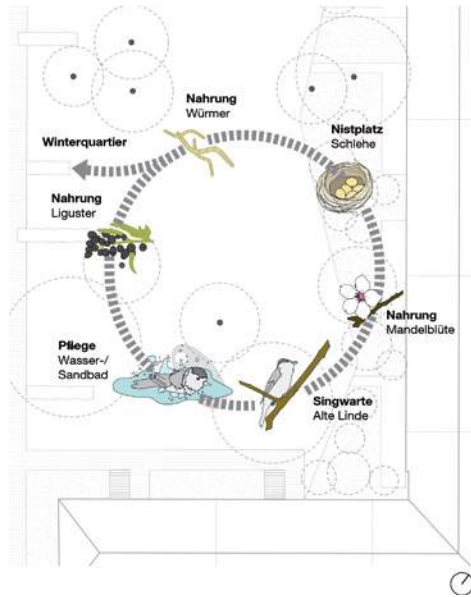 Nahrung
Würmer
Nistplatz
Schlehe
Winterquartier
Nahrung
Liguster
Nahrung
Mandelblüte
Pflege
Wasser-/
Sandbad
Singwarte
Alte Linde